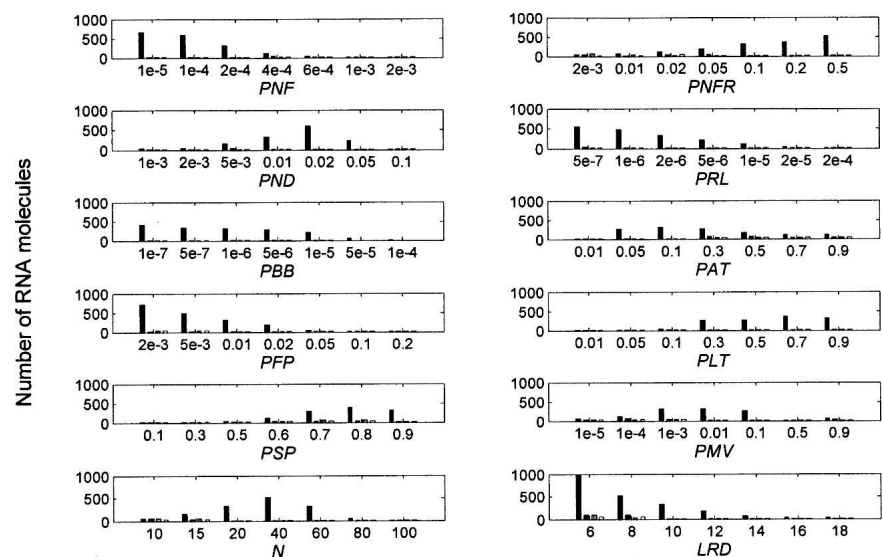 Number of RNA molecules
1000
500
0
1e-5 1e-4 2e-4 4e-4 6e-4 1e-3 2e-3
PNF
1000
500
0
2e-3 0.01 0.02 0.05 0.1 0.2 0.5
PNFR
1000
500
0
1e-3 2e-3 5e-3 0.01 0.02 0.05 0.1
PND
1000
500
0
5e-7 1e-6 2e-6 5e-6 1e-5 2e-5 2e-4
PRL
1000
500
0
1e-7 5e-7 1e-6 5e-6 1e-5 5e-5 1e-4
PBB
1000
500
0
0.01 0.05 0.1 0.3 0.5 0.7 0.9
PAT
1000
500
0
2e-3 5e-3 0.01 0.02 0.05 0.1 0.2
PFP
1000
500
0
0.01 0.05 0.1 0.3 0.5 0.7 0.9
PLT
1000
500
0
0.1 0.3 0.5 0.6 0.7 0.8 0.9
PSP
1000
500
0
1e-5 1e-4 1e-3 0.01 0.1 0.5 0.9
PMV
1000
500
0
10 15 20 40 60 80 100
N
1000
500
0
6 8 10 12 14 16 18
LRD